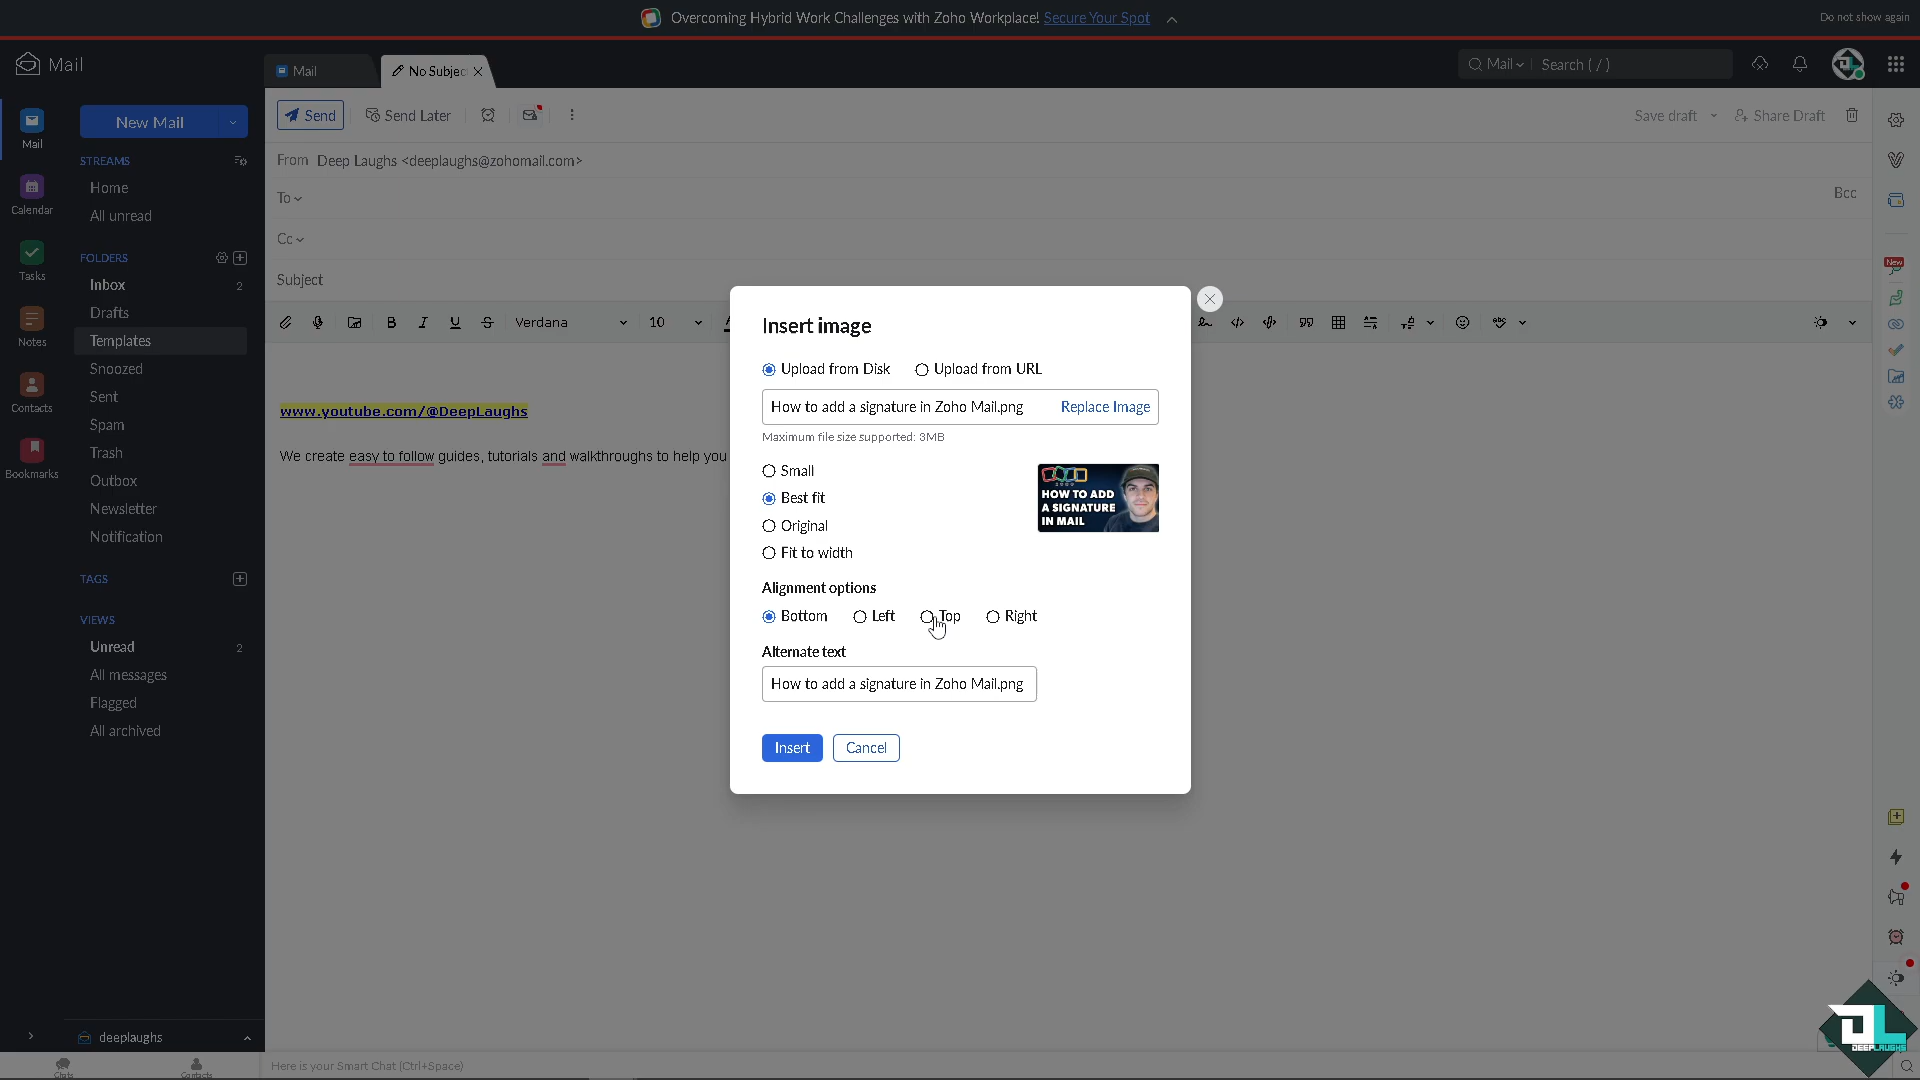 Overcoming Hybrid Work Challenges with Zoho Workplace! Secure Your Spot
Do not show again
Mail
Mail
No Subjec
Mail
Search ( / )
New Mail
Send
Send Later
Save draft
Share Draft
Mail
STREAMS
From Deep Laughs <deeplaughs@zohomail.com>
Home
To
Bcc
Calendar
All unread
Cc
FOLDERS
Tasks
Inbox 2
Subject
New
Drafts
Verdana
10
Notes
Templates
Snoozed
Sent
Contacts
Spam
www.youtube.com/@DeepLaughs
Trash
We create easy to follow guides, tutorials and walkthroughs to help you
Bookmarks
Outbox
Newsletter
Notification
TAGS
VIEWS
Unread 2
All messages
Flagged
All archived
Insert image
Upload from Disk
Upload from URL
How to add a signature in Zoho Mail.png
Replace Image
Maximum file size supported: 3MB
Small
Best fit
Original
Fit to width
HOW TO ADD
A SIGNATURE
IN MAIL
Alignment options
Bottom
Left
Top
Right
Alternate text
How to add a signature in Zoho Mail.png
Insert
Cancel
deeplaughs
Chats
Contacts
Here is your Smart Chat (Ctrl+Space)
DL
DEEPLAUGHS